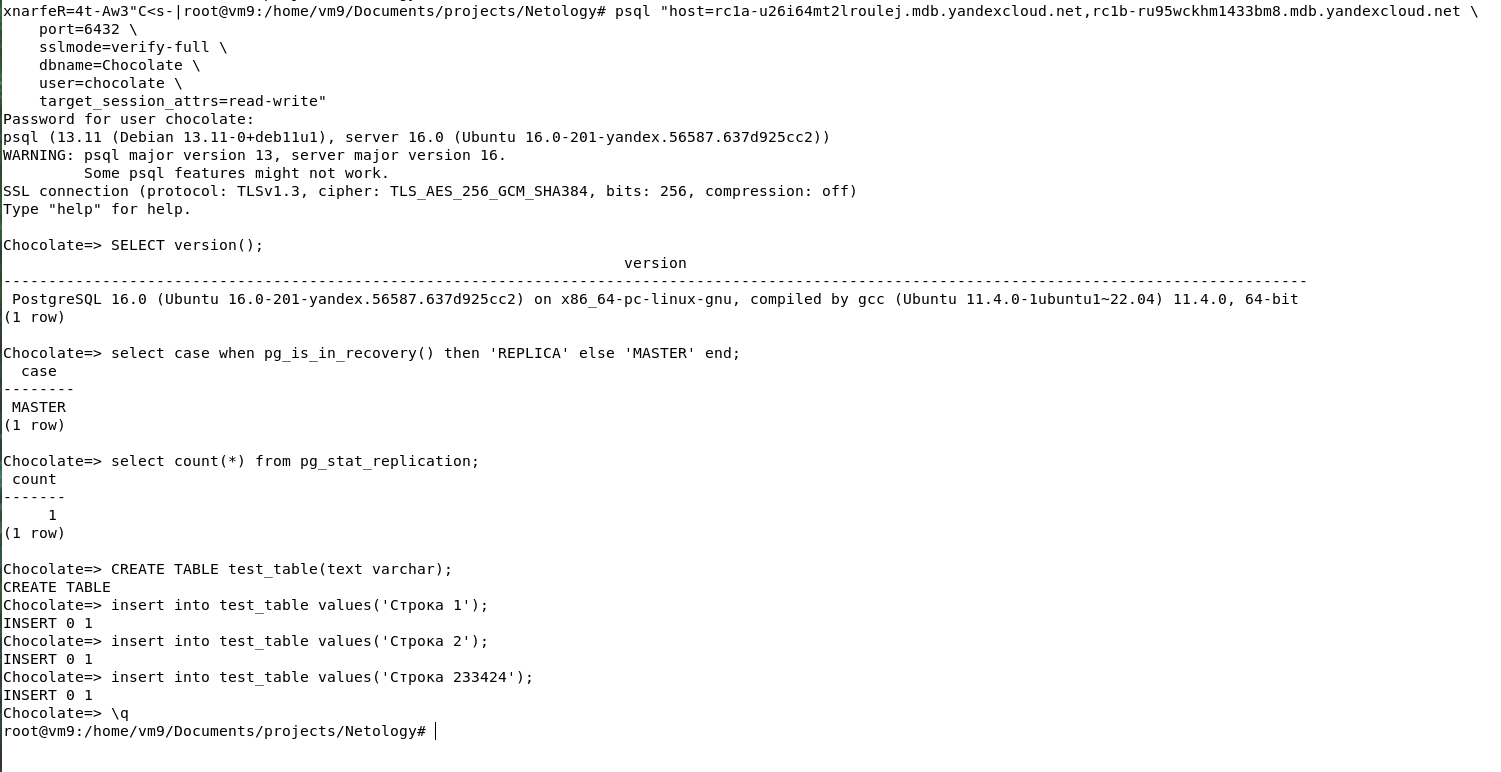 xnarfeR=4t-Aw3"C<s-|root@vm9:/home/vm9/Documents/projects/Netology# psql "host=rc1a-u26i64mt2lroulej.mdb.yandexcloud.net,rc1b-ru95wckhm1433bm8.mdb.yandexcloud.net \
    port=6432 \
    sslmode=verify-full \
    dbname=Chocolate \
    user=chocolate \
    target_session_attrs=read-write"
Password for user chocolate:
psql (13.11 (Debian 13.11-0+deb11u1), server 16.0 (Ubuntu 16.0-201-yandex.56587.637d925cc2))
WARNING: psql major version 13, server major version 16.
         Some psql features might not work.
SSL connection (protocol: TLSv1.3, cipher: TLS_AES_256_GCM_SHA384, bits: 256, compression: off)
Type "help" for help.

Chocolate=> SELECT version();
                                                                     version
-------------------------------------------------------------------------------------------------------------------------------------------------
 PostgreSQL 16.0 (Ubuntu 16.0-201-yandex.56587.637d925cc2) on x86_64-pc-linux-gnu, compiled by gcc (Ubuntu 11.4.0-1ubuntu1~22.04) 11.4.0, 64-bit
(1 row)

Chocolate=> select case when pg_is_in_recovery() then 'REPLICA' else 'MASTER' end;
  case
--------
 MASTER
(1 row)

Chocolate=> select count(*) from pg_stat_replication;
 count
-------
     1
(1 row)

Chocolate=> CREATE TABLE test_table(text varchar);
CREATE TABLE
Chocolate=> insert into test_table values('Строка 1');
INSERT 0 1
Chocolate=> insert into test_table values('Строка 2');
INSERT 0 1
Chocolate=> insert into test_table values('Строка 233424');
INSERT 0 1
Chocolate=> \q
root@vm9:/home/vm9/Documents/projects/Netology#